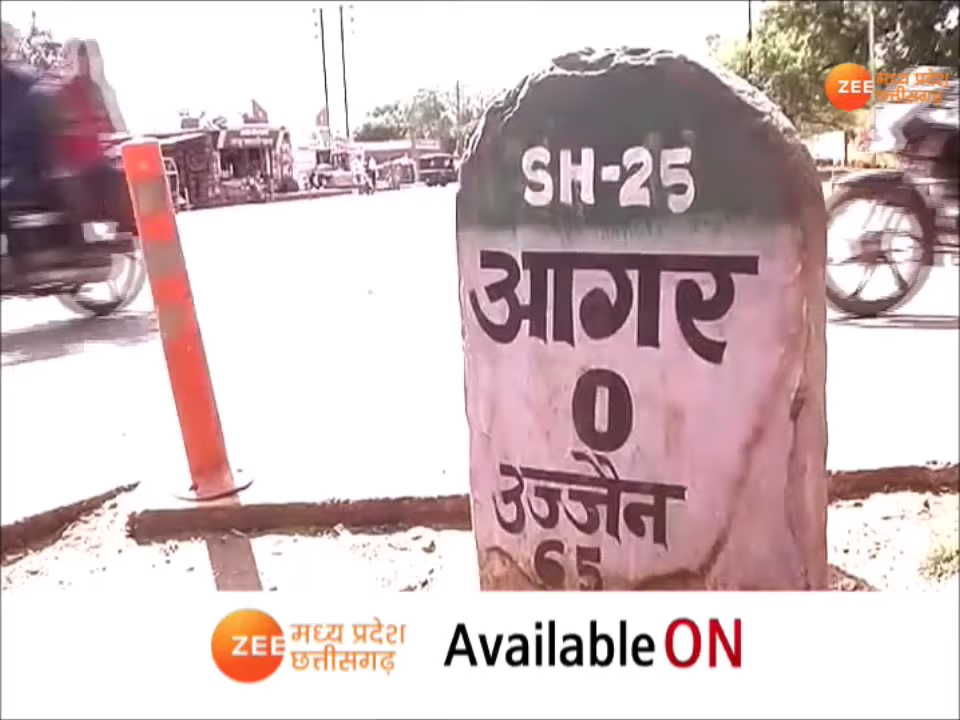 ZEE मध्य प्रदेश
छत्तीसगढ़
SH-25
आगर
0
उज्जैन
65
ZEE मध्य प्रदेश
छत्तीसगढ़
Available ON